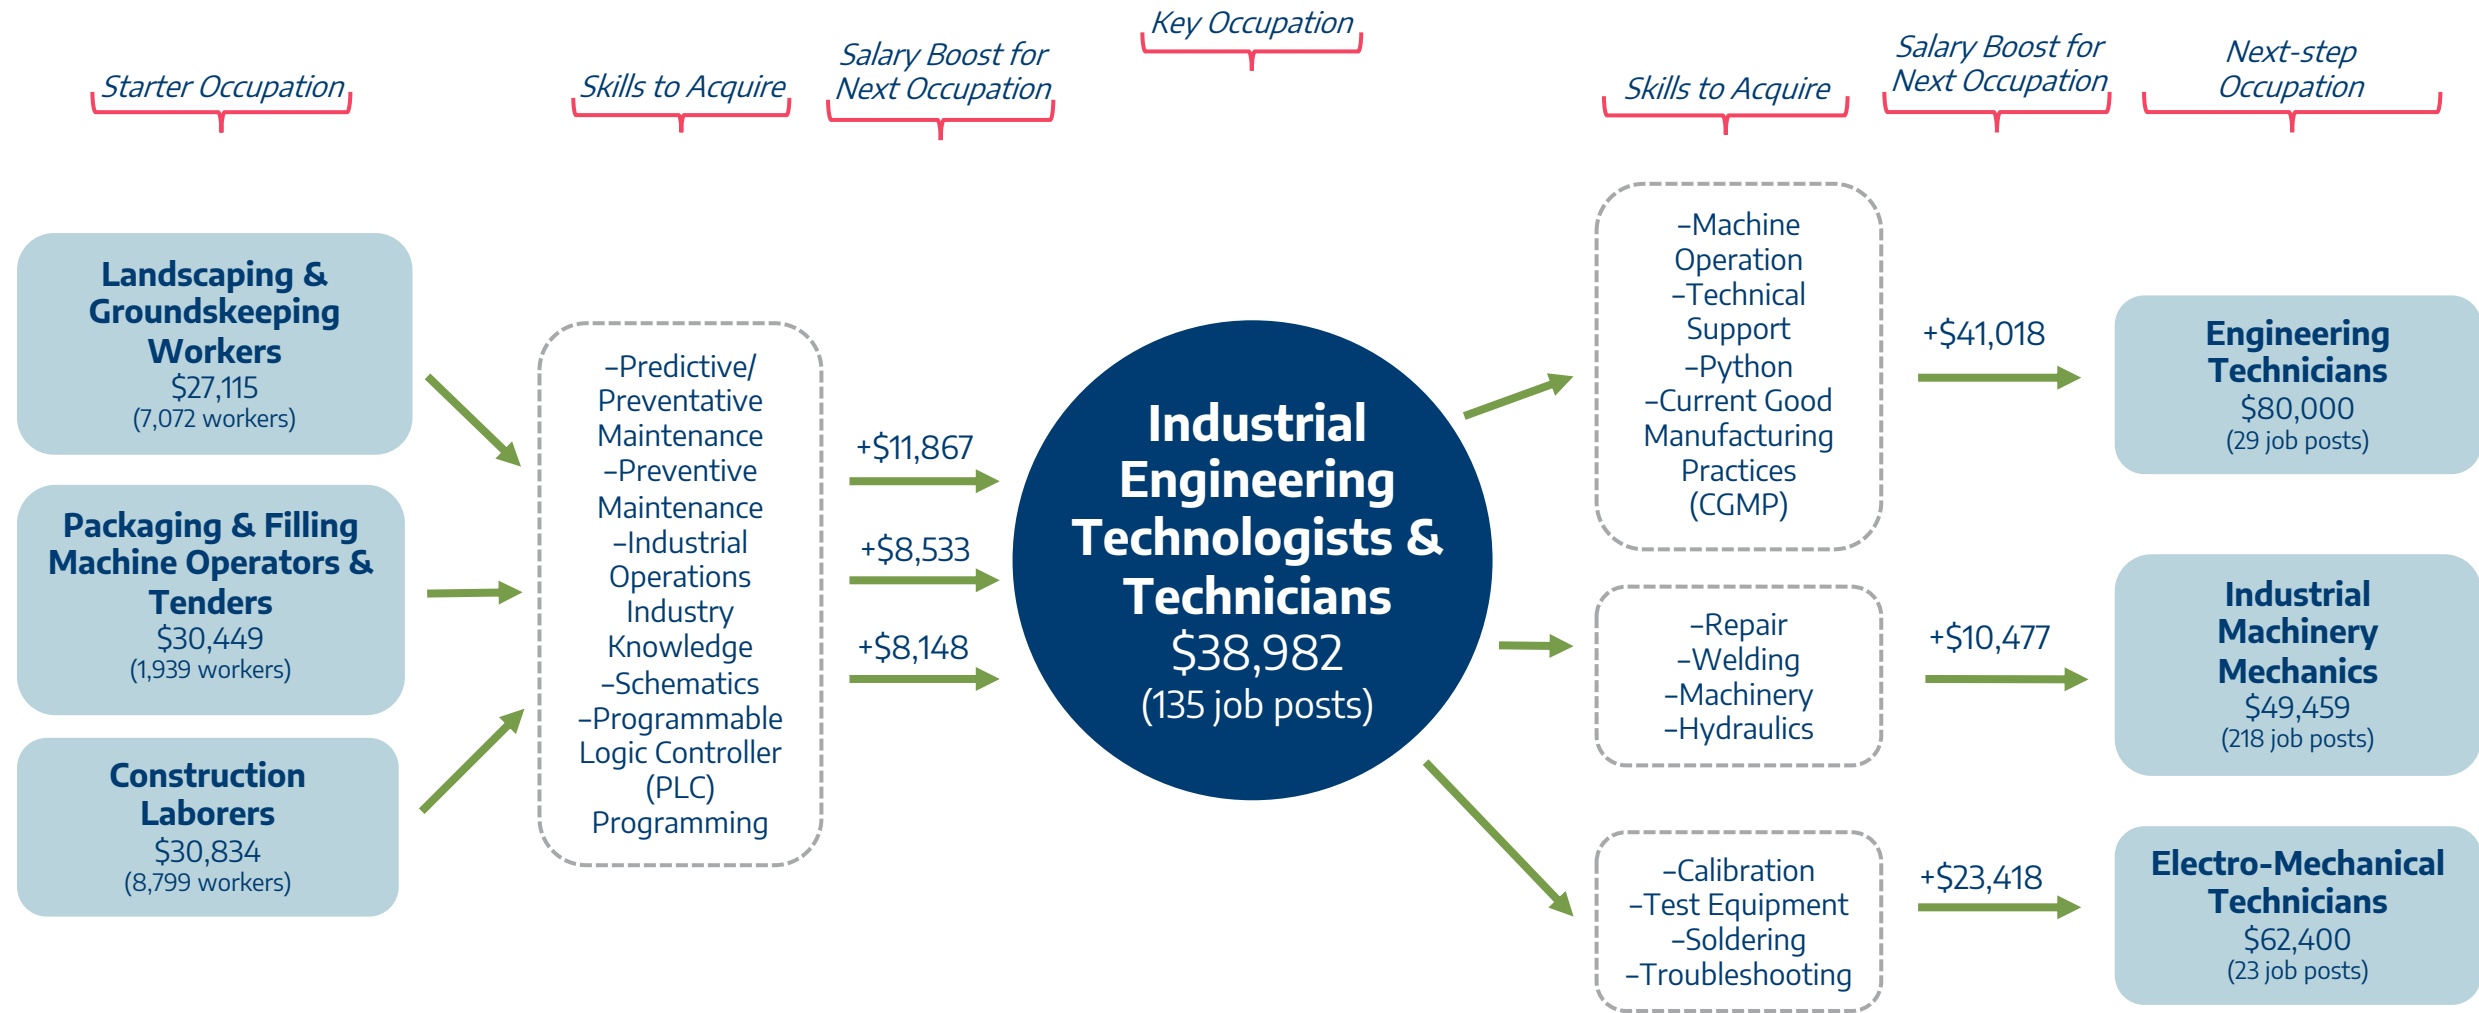 Starter Occupation
Skills to Acquire
Salary Boost for
Next Occupation
Key Occupation
Skills to Acquire
Salary Boost for
Next Occupation
Next-step
Occupation
Landscaping &
Groundskeeping
Workers
$27,115
(7,072 workers)
Packaging & Filling
Machine Operators &
Tenders
$30,449
(1,939 workers)
Construction
Laborers
$30,834
(8,799 workers)
–Predictive/
Preventative
Maintenance
–Preventive
Maintenance
–Industrial
Operations
Industry
Knowledge
–Schematics
–Programmable
Logic Controller
(PLC)
Programming
+$11,867
+$8,533
+$8,148
Industrial
Engineering
Technologists &
Technicians
$38,982
(135 job posts)
–Machine
Operation
–Technical
Support
–Python
–Current Good
Manufacturing
Practices
(CGMP)
+$41,018
Engineering
Technicians
$80,000
(29 job posts)
–Repair
–Welding
–Machinery
–Hydraulics
+$10,477
Industrial
Machinery
Mechanics
$49,459
(218 job posts)
–Calibration
–Test Equipment
–Soldering
–Troubleshooting
+$23,418
Electro-Mechanical
Technicians
$62,400
(23 job posts)